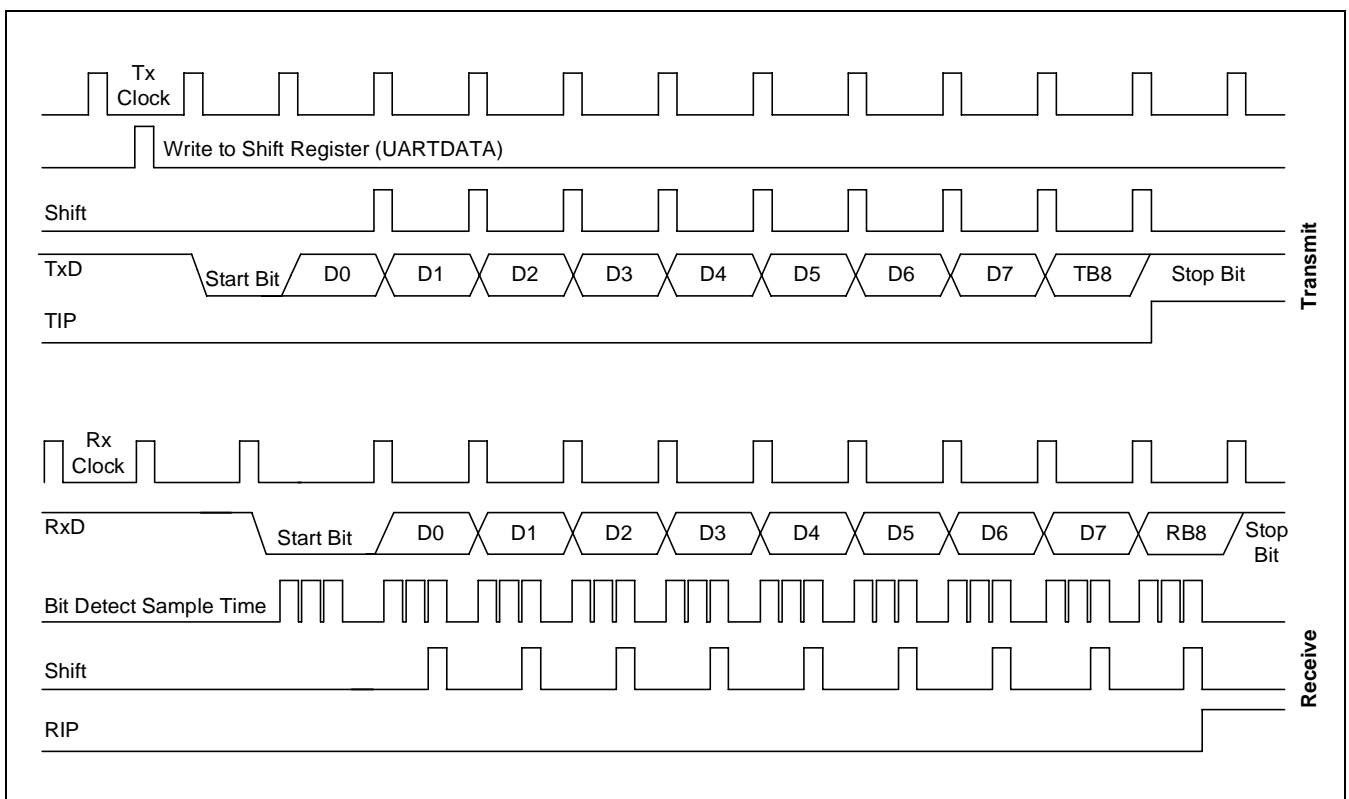 Tx
Clock
Write to Shift Register (UARTDATA)
Shift
TxD
Start Bit D0 D1 D2 D3 D4 D5 D6 D7 TB8 Stop Bit
TIP
Transmit
Rx
Clock
RxD
Start Bit D0 D1 D2 D3 D4 D5 D6 D7 RB8 Stop
Bit
Bit Detect Sample Time
Shift
RIP
Receive